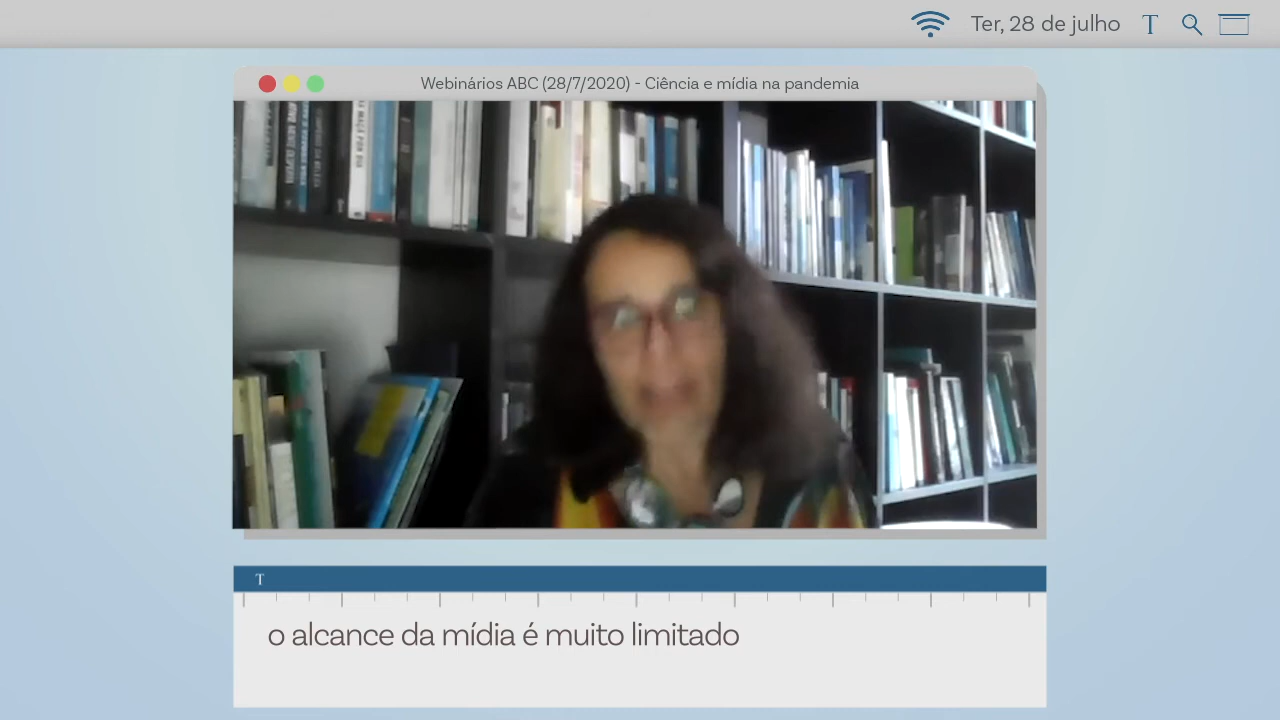 Ter, 28 de julho T
Webinários ABC (28/7/2020) - Ciência e mídia na pandemia
T
o alcance da mídia é muito limitado